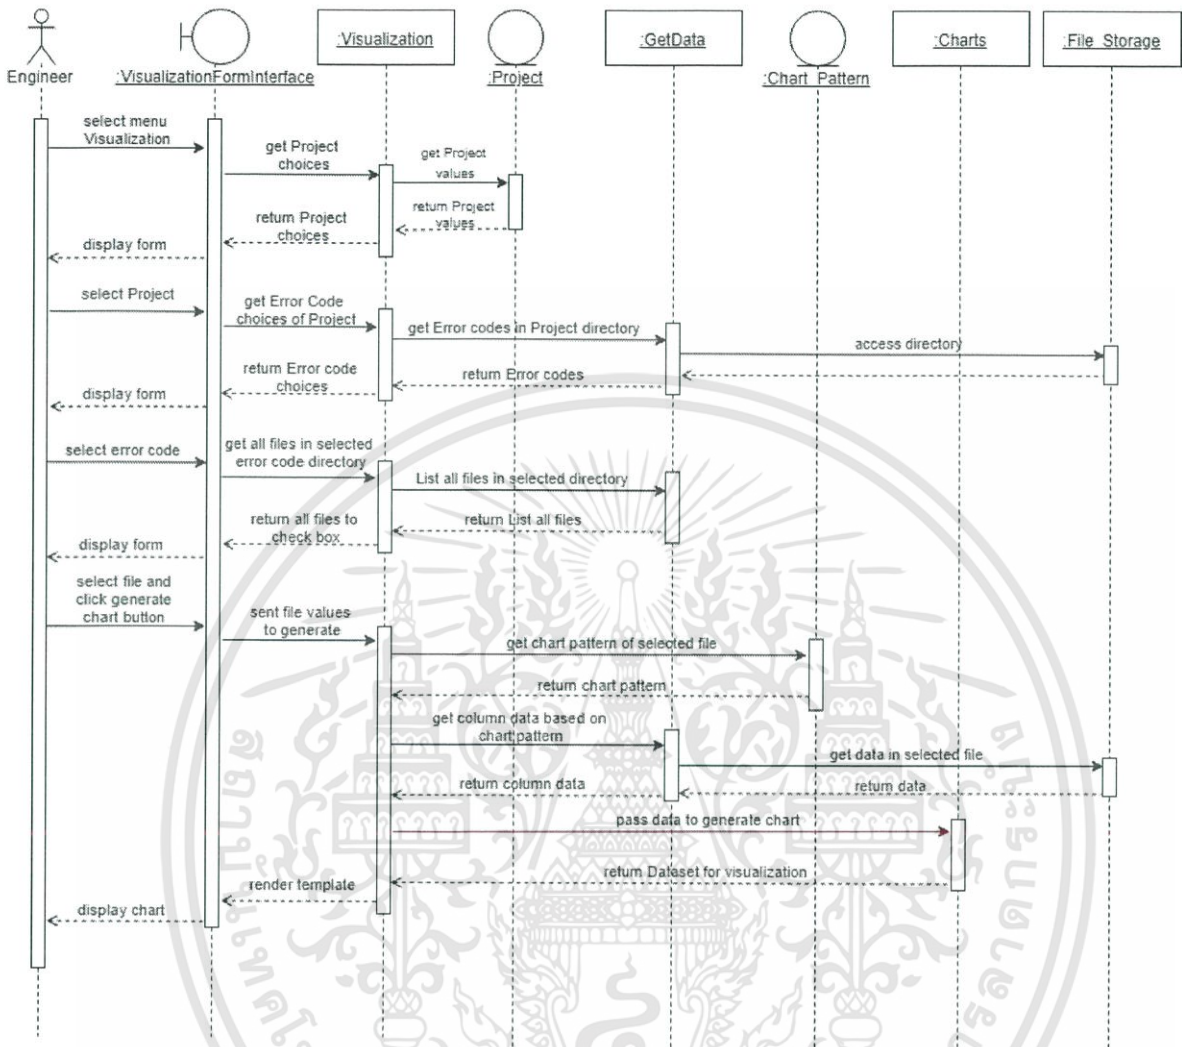 Engineer
:VisualizationFormInterface
:Visualization
:Project
:GetData
:Chart_Pattern
:Charts
:File_Storage
select menu
Visualization
get Project
choices
get Project
values
return Project
values
return Project
choices
display form
select Project
get Error Code
choices of Project
get Error codes in Project directory
access directory
return Error codes
return Error code
choices
display form
select error code
get all files in selected
error code directory
List all files in selected directory
return List all files
return all files to
check box
display form
select file and
click generate
chart button
sent file values
to generate
get chart pattern of selected file
return chart pattern
get column data based on
chart pattern
get data in selected file
return data
return column data
pass data to generate chart
return Dataset for visualization
render template
display chart